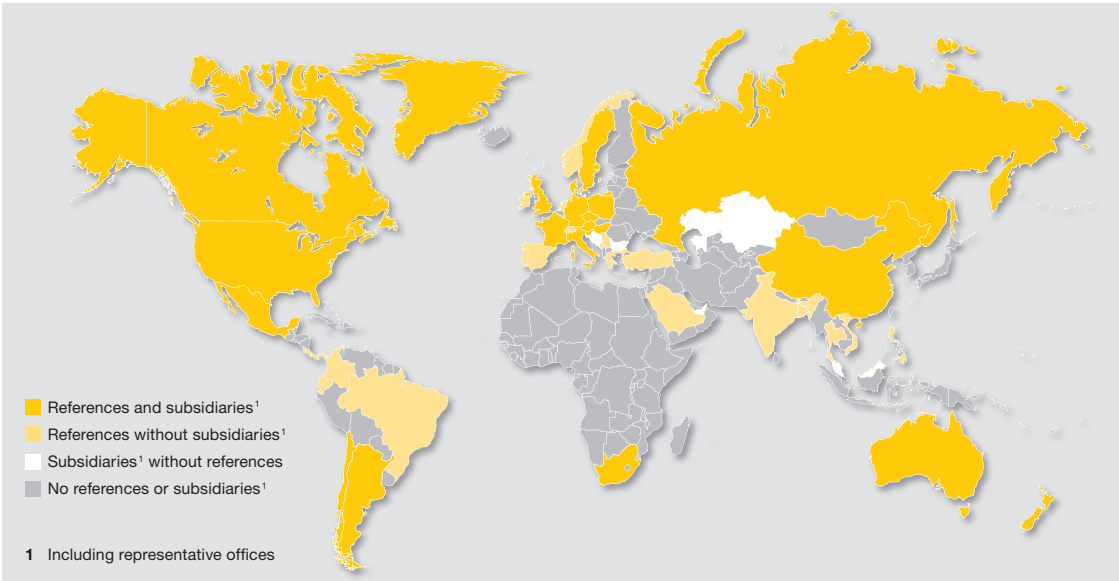 References and subsidiaries¹
References without subsidiaries¹
Subsidiaries¹ without references
No references or subsidiaries¹
1 Including representative offices